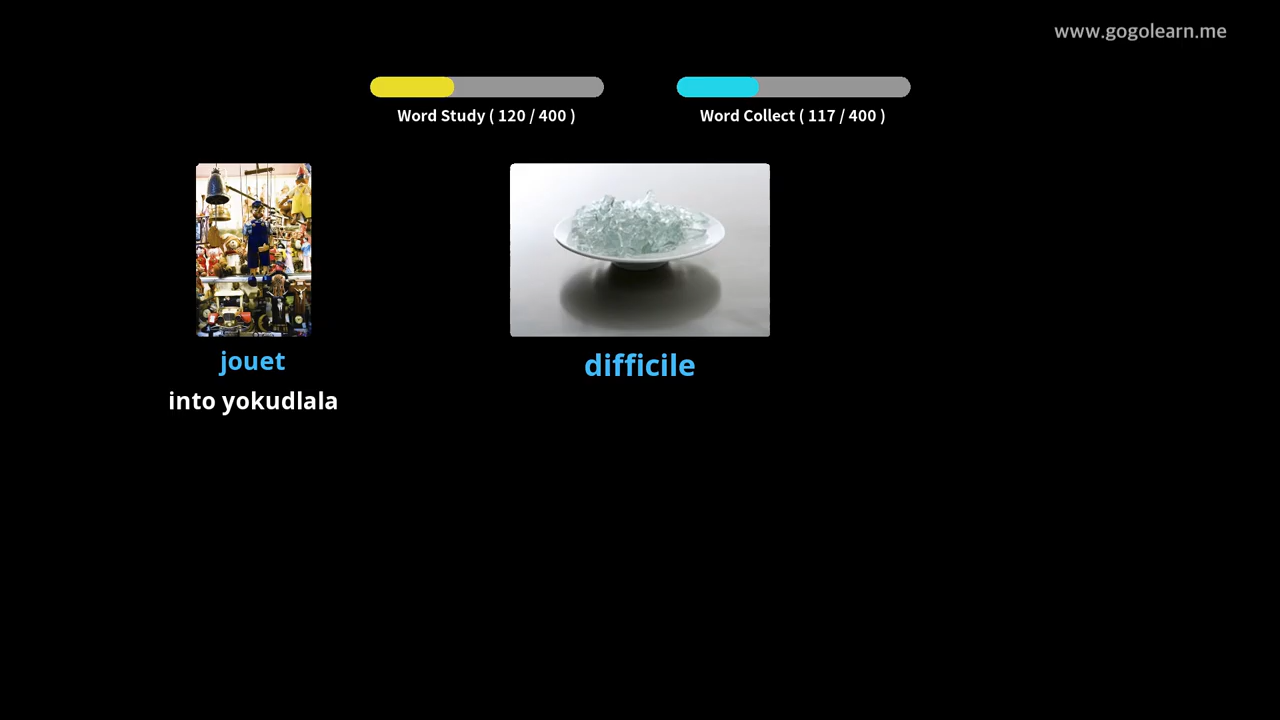 www.gogolearn.me
Word Study ( 120 / 400 )
Word Collect ( 117 / 400 )
jouet
into yokudlala
difficile